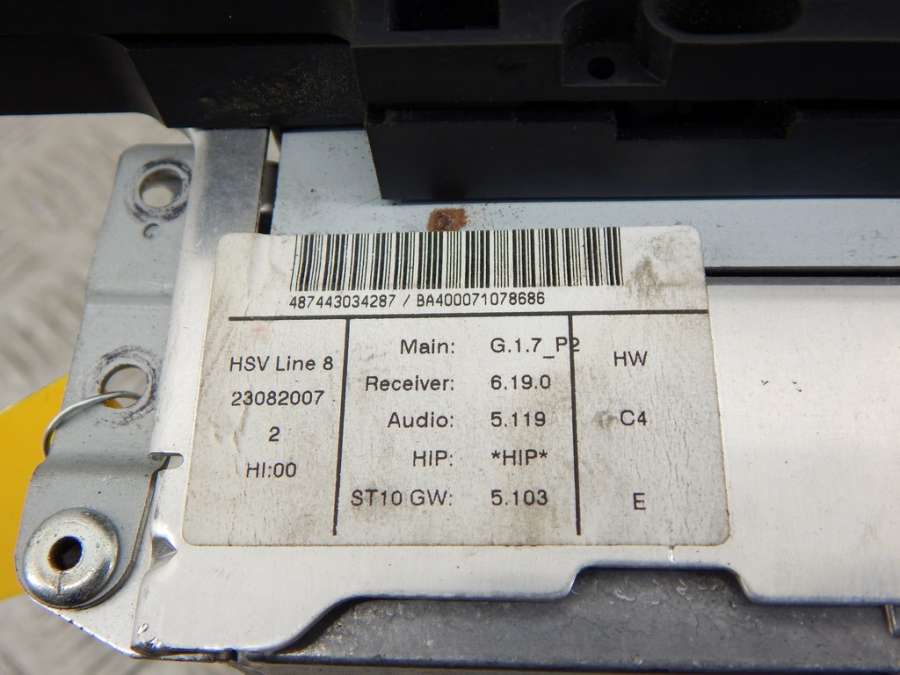 487443034287 / BA400071078686
HSV Line 8
23082007
2
HI:00
Main: G.1.7_P2
Receiver: 6.19.0
Audio: 5.119
HIP: *HIP*
ST10 GW: 5.103
HW
C4
E